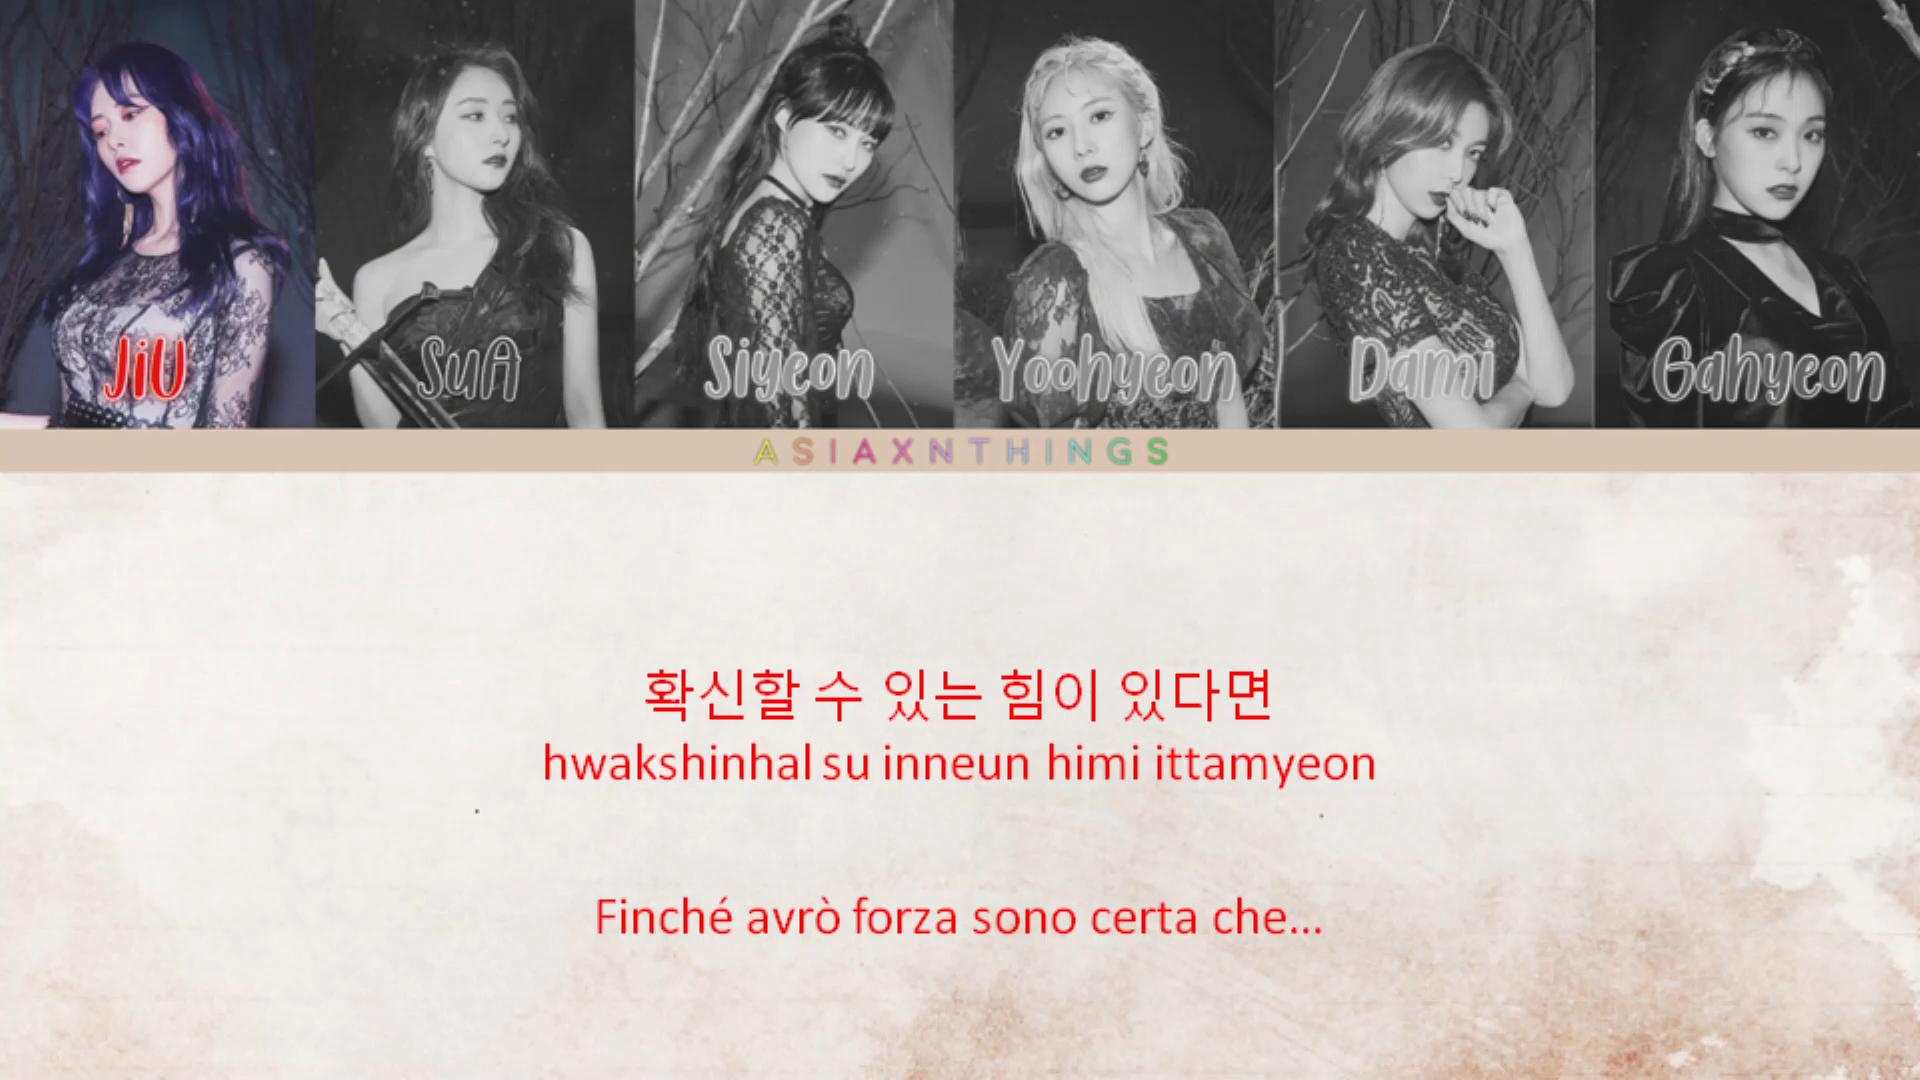 JiU
SuA
Siyeon
Yoohyeon
Dami
Gahyeon
ASIAXNTHINGS
확신할 수 있는 힘이 있다면
hwakshinhal su inneun himi ittamyeon
Finché avrò forza sono certa che...